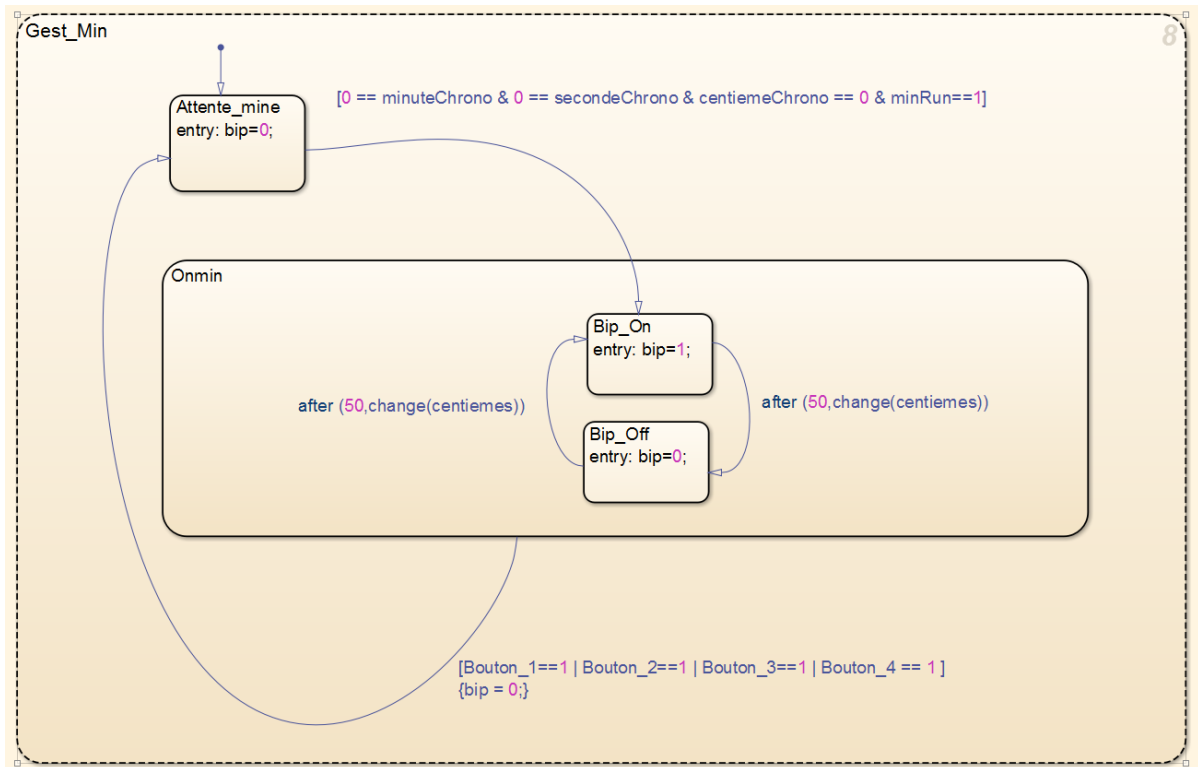 Gest_Min
8
Attente_mine
entry: bip=0;
[0 == minuteChrono & 0 == secondeChrono & centiemeChrono == 0 & minRun==1]
Onmin
Bip_On
entry: bip=1;
after (50,change(centiemes))
after (50,change(centiemes))
Bip_Off
entry: bip=0;
[Bouton_1==1 | Bouton_2==1 | Bouton_3==1 | Bouton_4 == 1 ]
{bip = 0;}